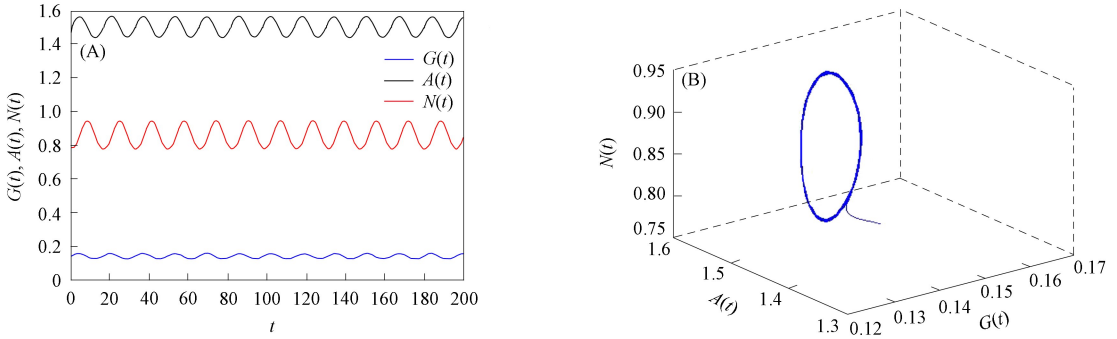 (A)
G(t), A(t), N(t)
1.6
1.4
1.2
1.0
0.8
0.6
0.4
0.2
0
G(t)
A(t)
N(t)
0 20 40 60 80 100 120 140 160 180 200
t
(B)
N(t)
0.95
0.90
0.85
0.80
0.75
1.6
1.5
1.4
1.3
A(t)
0.12
0.13
0.14
0.15
0.16
0.17
G(t)